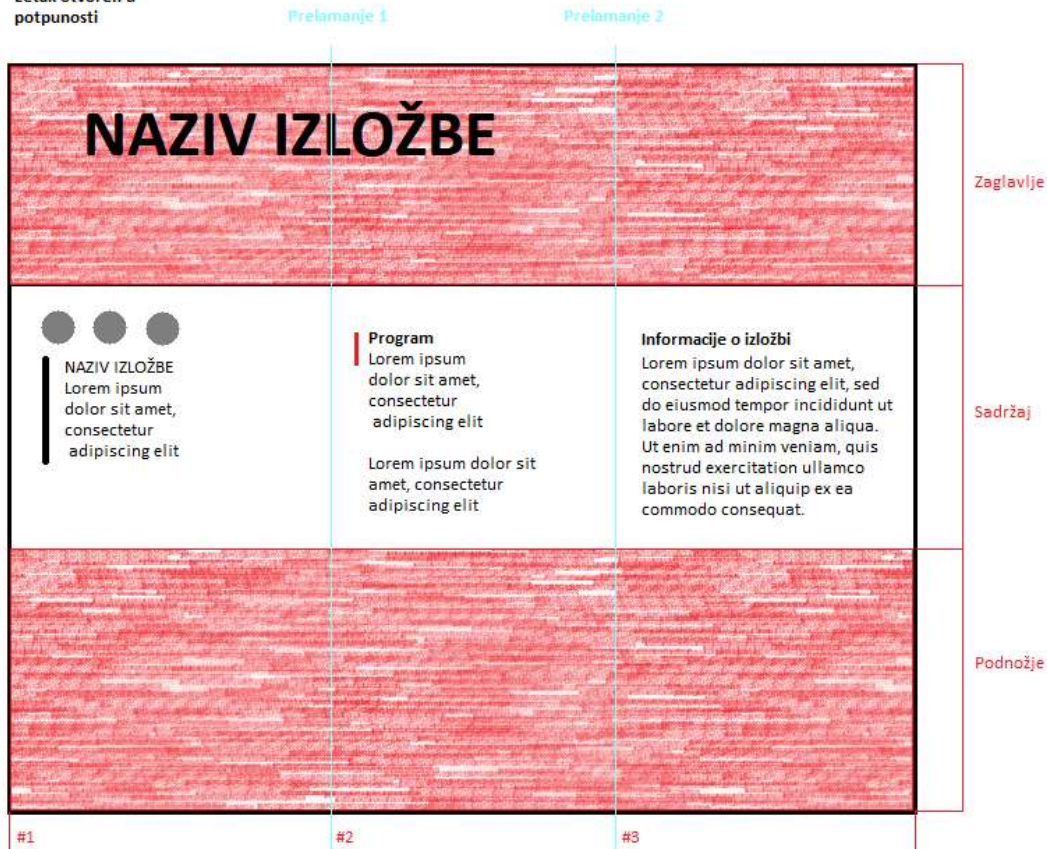 potpunosti
Prelamanje 1
Prelamanje 2
NAZIV IZLOŽBE
Zaglavlje
NAZIV IZLOŽBE
Lorem ipsum
dolor sit amet,
consectetur
adipiscing elit
Program
Lorem ipsum
dolor sit amet,
consectetur
adipiscing elit
Lorem ipsum dolor sit
amet, consectetur
adipiscing elit
Informacije o izložbi
Lorem ipsum dolor sit amet,
consectetur adipiscing elit, sed
do eiusmod tempor incididunt ut
labore et dolore magna aliqua.
Ut enim ad minim veniam, quis
nostrud exercitation ullamco
laboris nisi ut aliquip ex ea
commodo consequat.
Sadržaj
Podnožje
#1
#2
#3